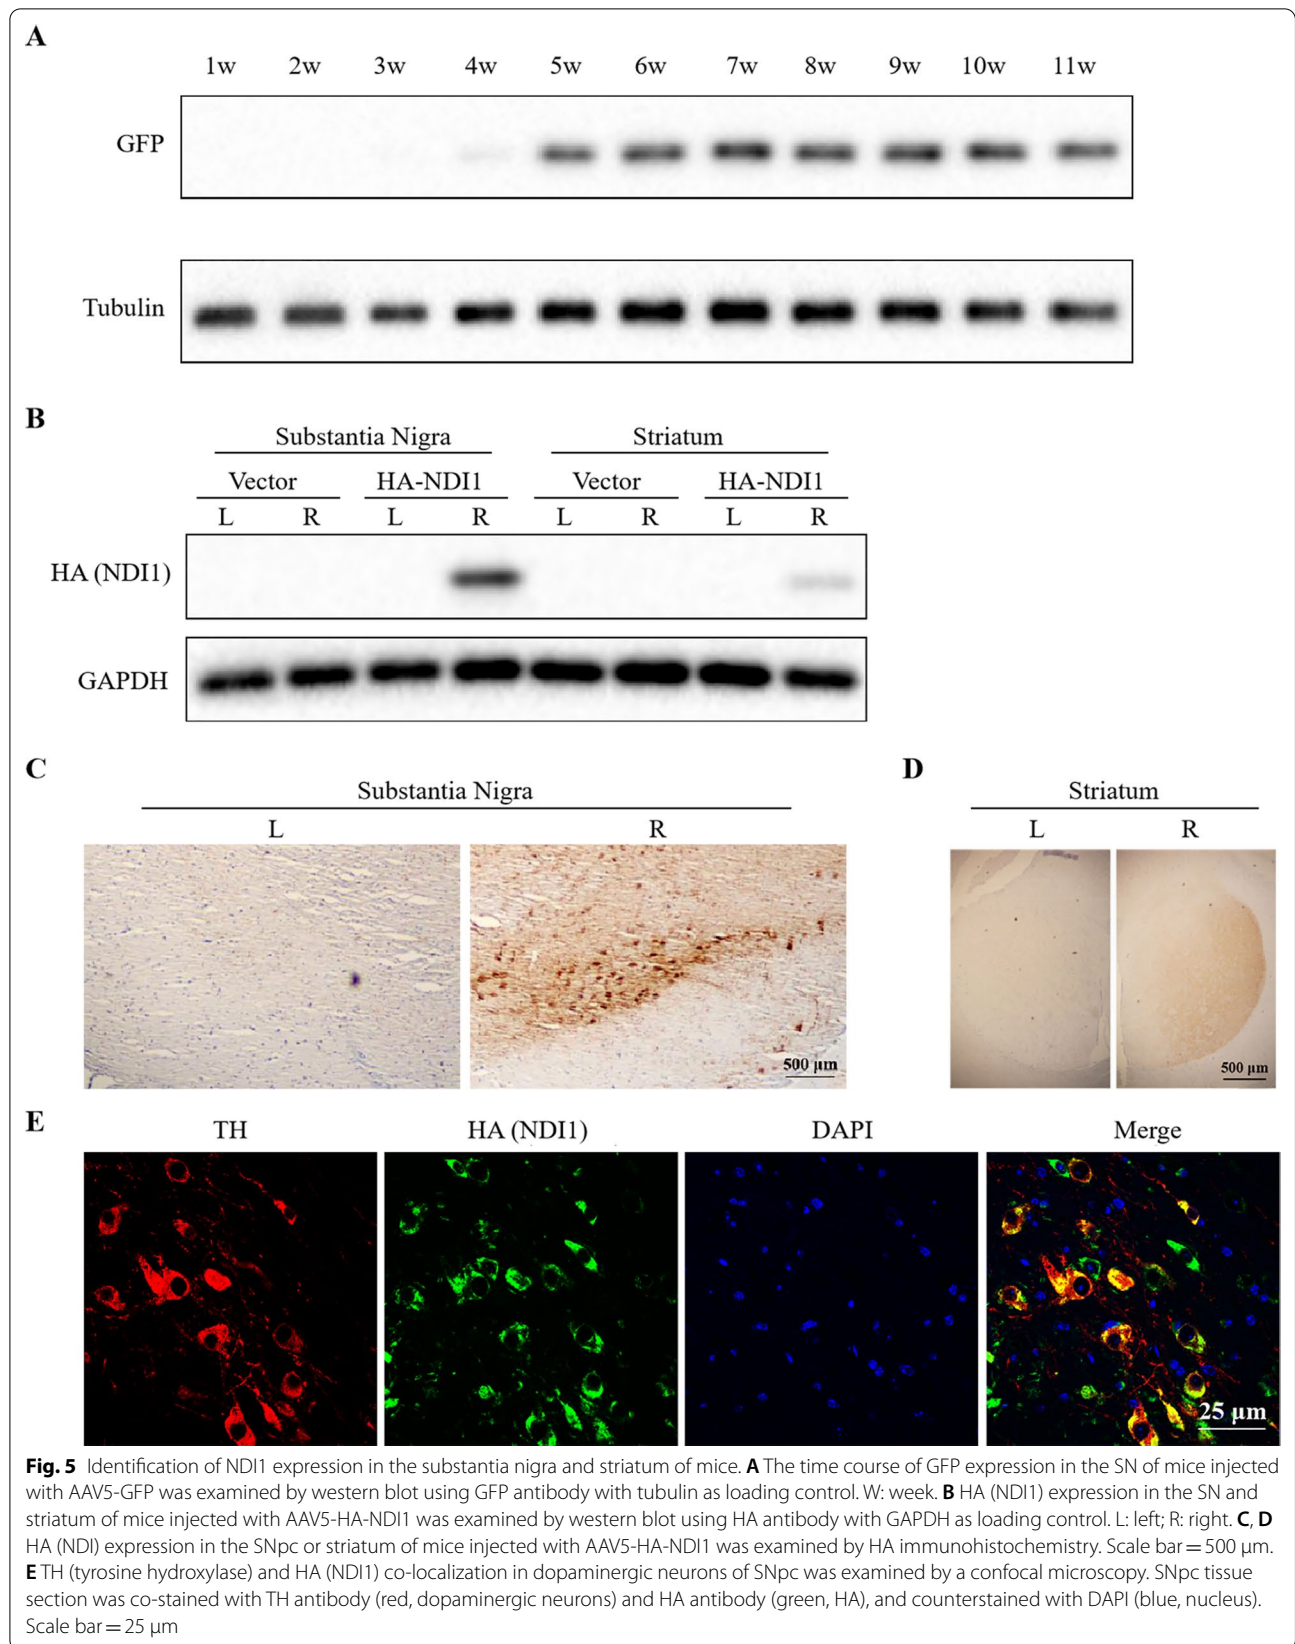 A
1w 2w 3w 4w 5w 6w 7w 8w 9w 10w 11w
GFP
Tubulin
B
Substantia Nigra Striatum
Vector HA-NDI1 Vector HA-NDI1
L R L R L R L R
HA (NDI1)
GAPDH
C D
Substantia Nigra Striatum
L R L R
500 μm 500 μm
E
TH HA (NDI1) DAPI Merge
25 μm
Fig. 5 Identification of NDI1 expression in the substantia nigra and striatum of mice. A The time course of GFP expression in the SN of mice injected
with AAV5-GFP was examined by western blot using GFP antibody with tubulin as loading control. W: week. B HA (NDI1) expression in the SN and
striatum of mice injected with AAV5-HA-NDI1 was examined by western blot using HA antibody with GAPDH as loading control. L: left; R: right. C, D
HA (NDI) expression in the SNpc or striatum of mice injected with AAV5-HA-NDI1 was examined by HA immunohistochemistry. Scale bar = 500 μm.
E TH (tyrosine hydroxylase) and HA (NDI1) co-localization in dopaminergic neurons of SNpc was examined by a confocal microscopy. SNpc tissue
section was co-stained with TH antibody (red, dopaminergic neurons) and HA antibody (green, HA), and counterstained with DAPI (blue, nucleus).
Scale bar = 25 μm